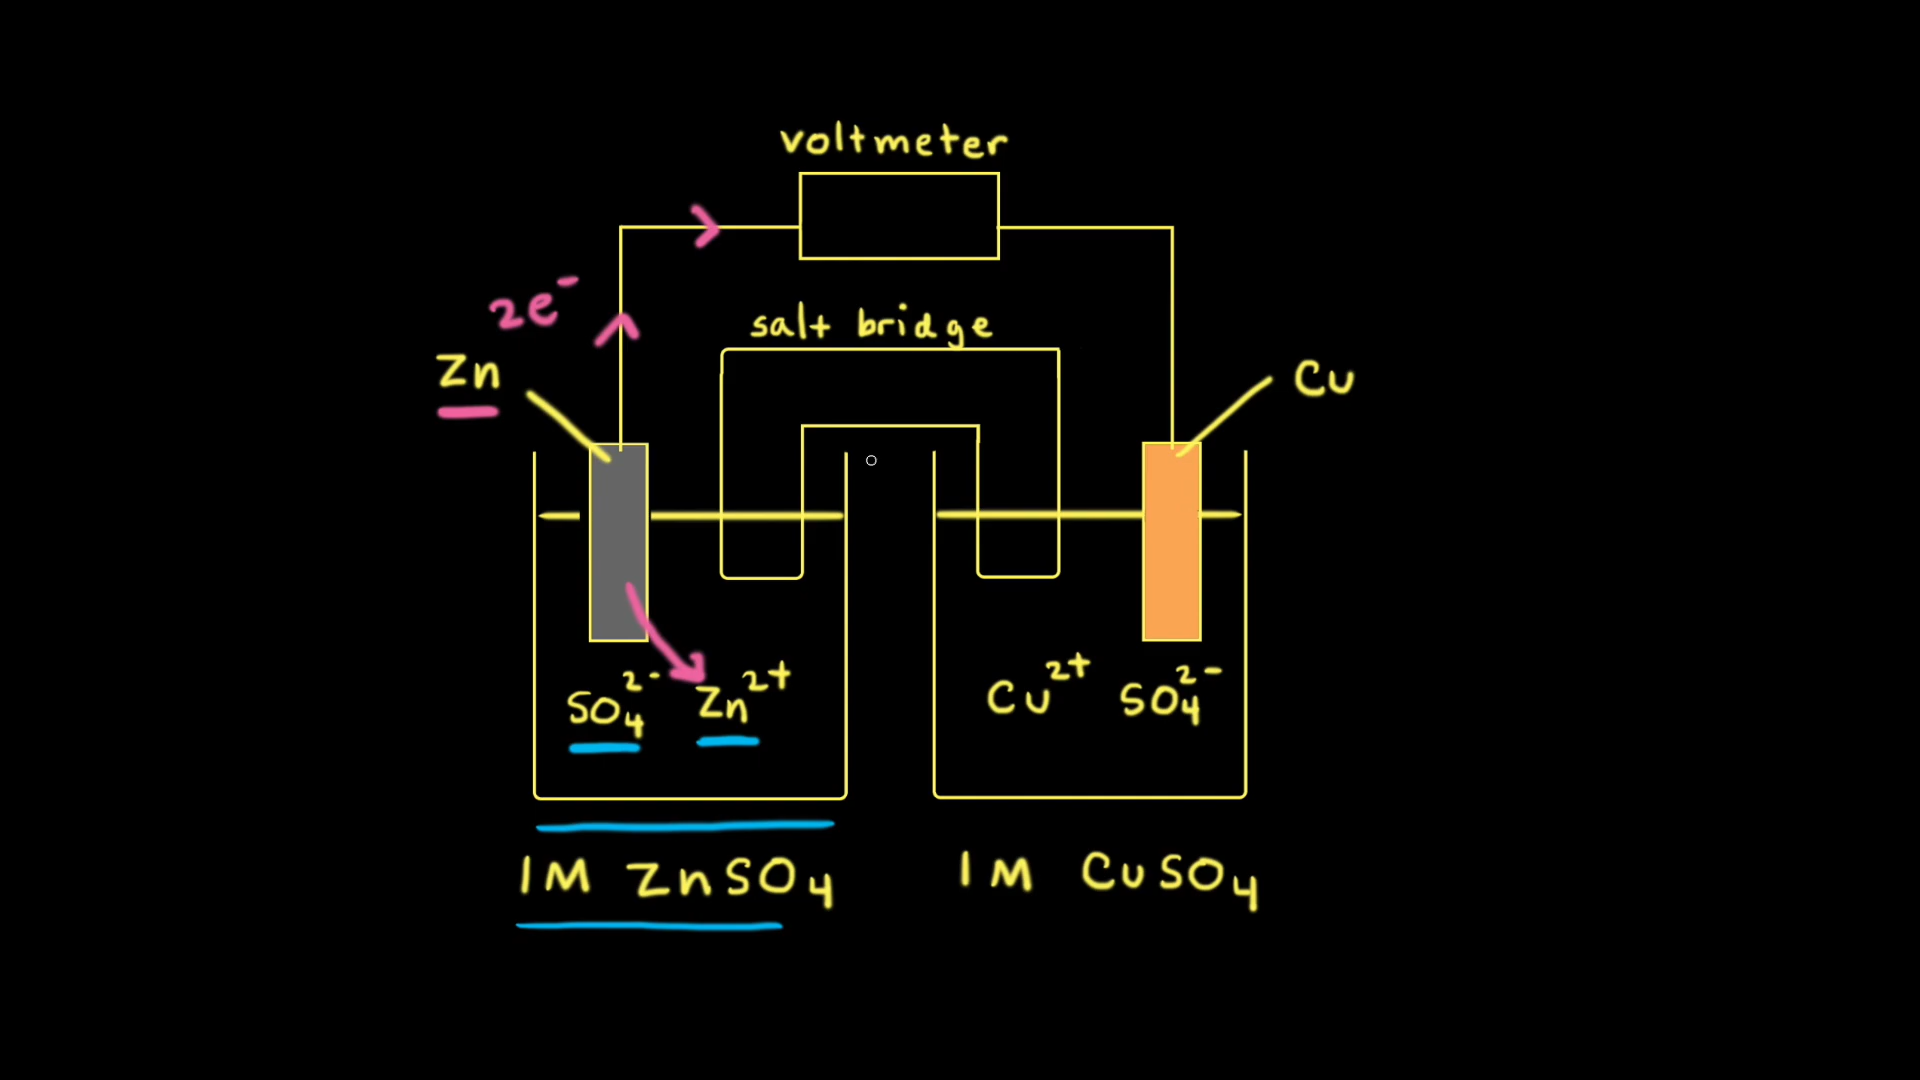 voltmeter
2e⁻
salt bridge
Zn
Cu
SO₄²⁻ Zn²⁺
Cu²⁺ SO₄²⁻
1M ZnSO₄
1M CuSO₄